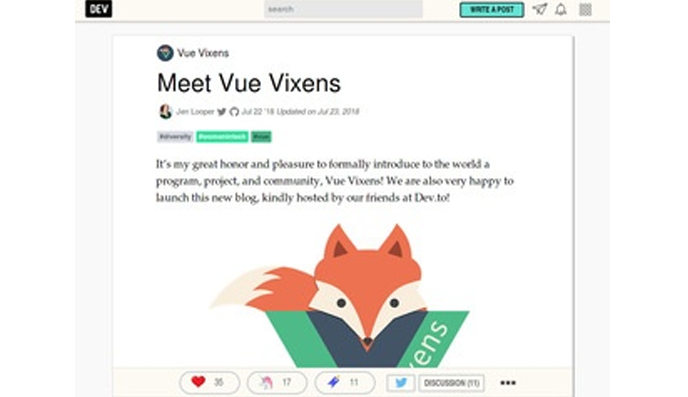 DEV
search
WRITE A POST
Vue Vixens
Meet Vue Vixens
Jen Looper Jul 22 '18 Updated on Jul 23, 2018
#diversity #womenintech #vue
It's my great honor and pleasure to formally introduce to the world a
program, project, and community, Vue Vixens! We are also very happy to
launch this new blog, kindly hosted by our friends at Dev.to!
ens
35 17 11 DISCUSSION (11)